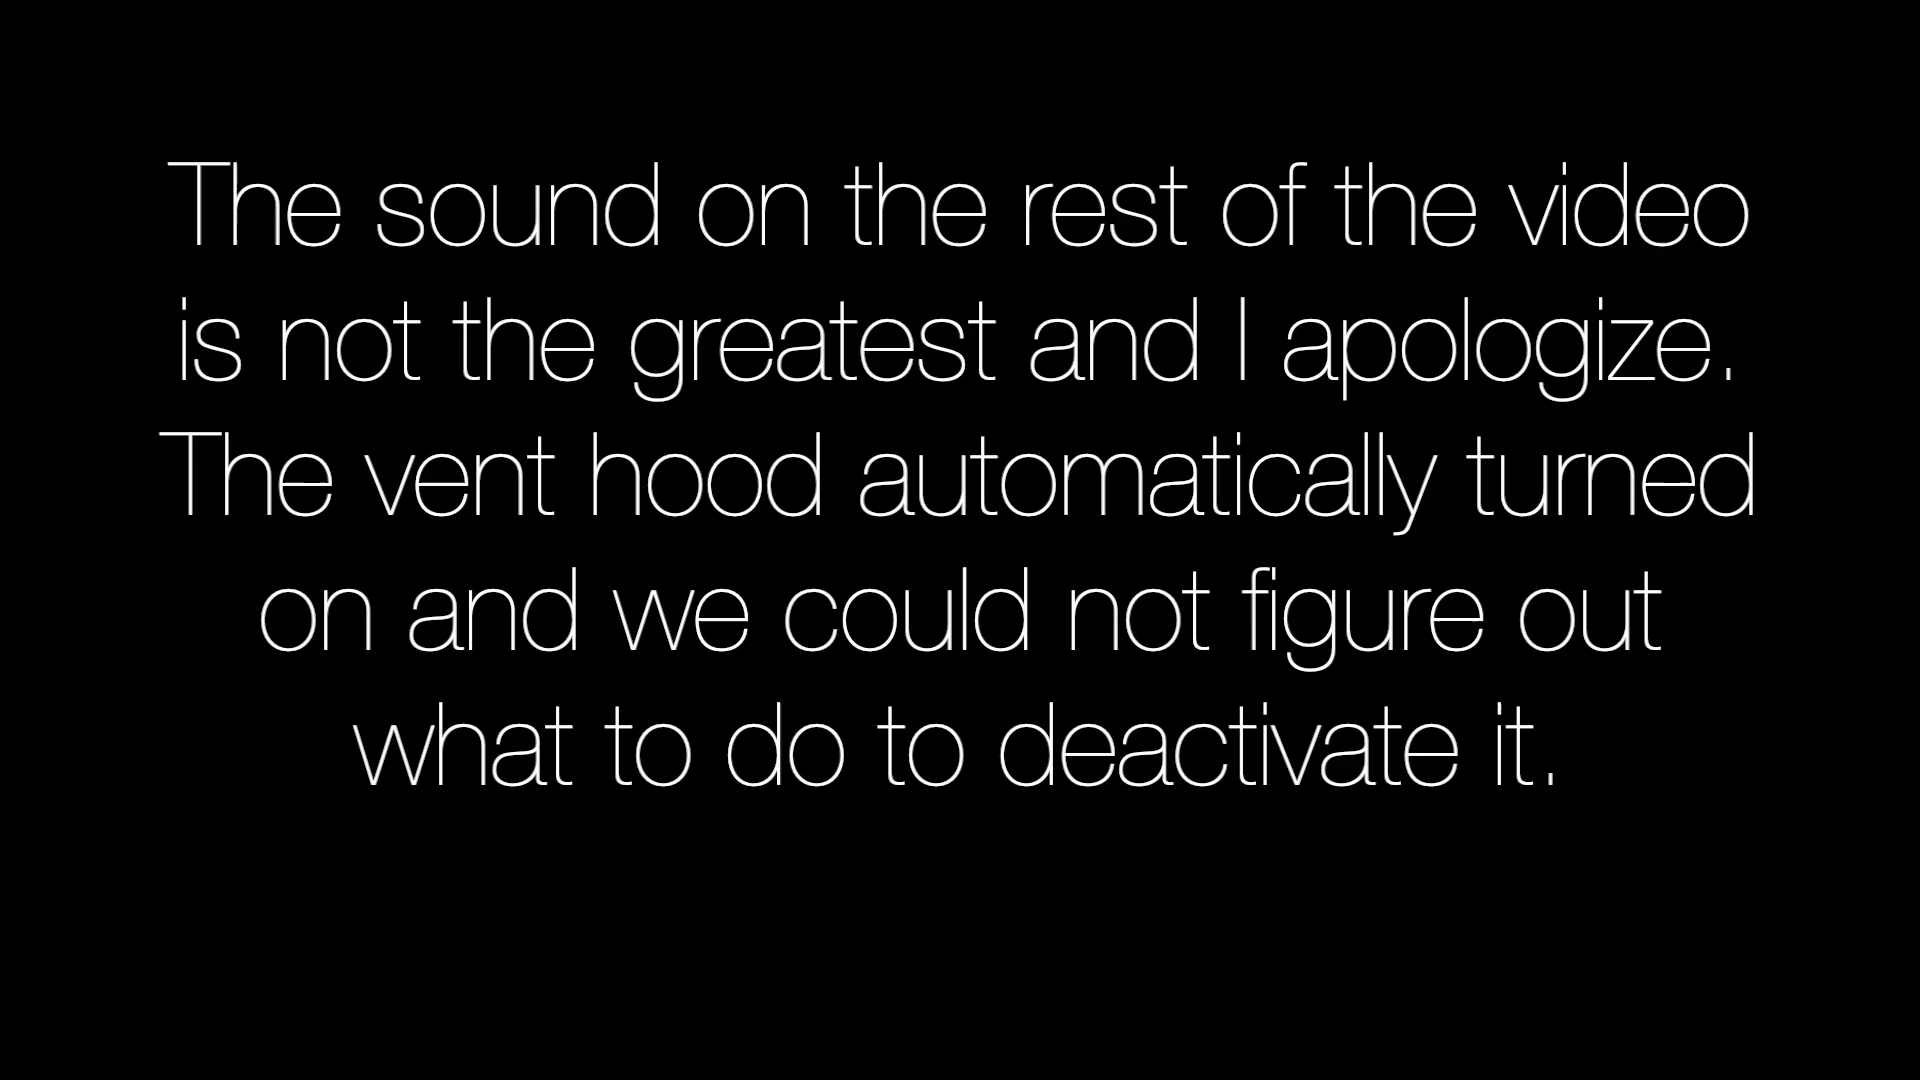 The sound on the rest of the video
is not the greatest and I apologize.
The vent hood automatically turned
on and we could not figure out
what to do to deactivate it.